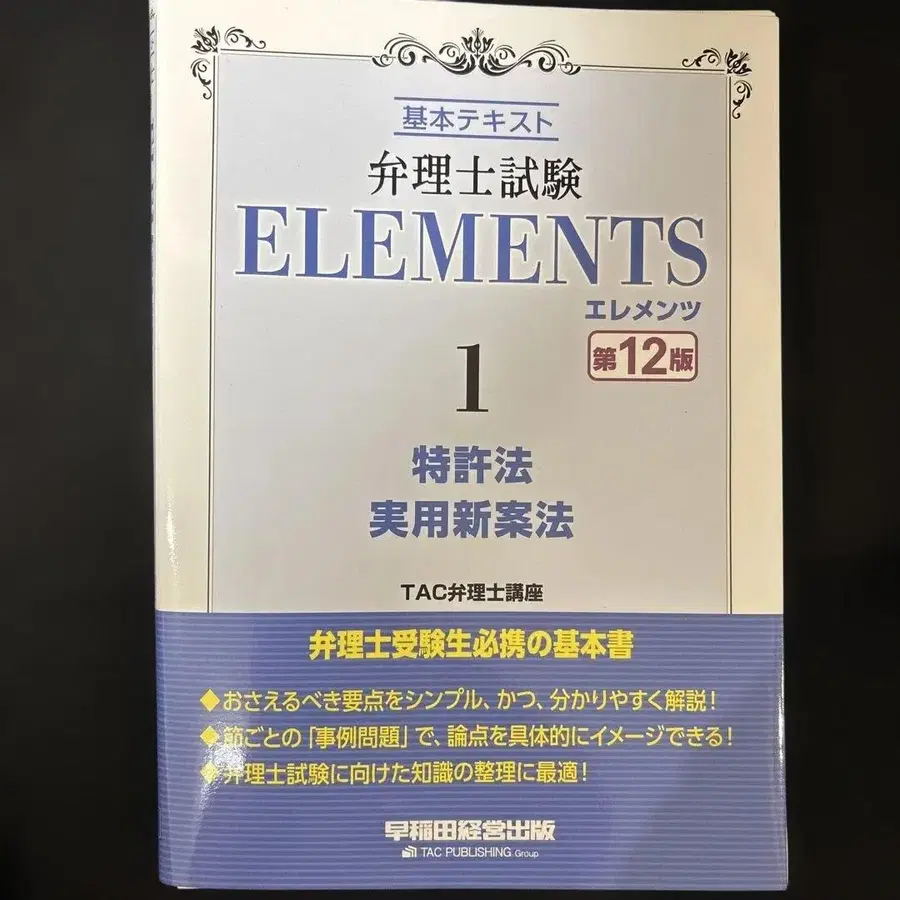 基本テキスト
弁理士試験
ELEMENTS
エレメンツ
第12版
1
特許法
実用新案法
TAC弁理士講座
弁理士受験生必携の基本書
◆おさえるべき要点をシンプル、かつ、分かりやすく解説！
◆節ごとの「事例問題」で、論点を具体的にイメージできる！
◆弁理士試験に向けた知識の整理に最適！
早稲田経営出版
TAC PUBLISHING Group